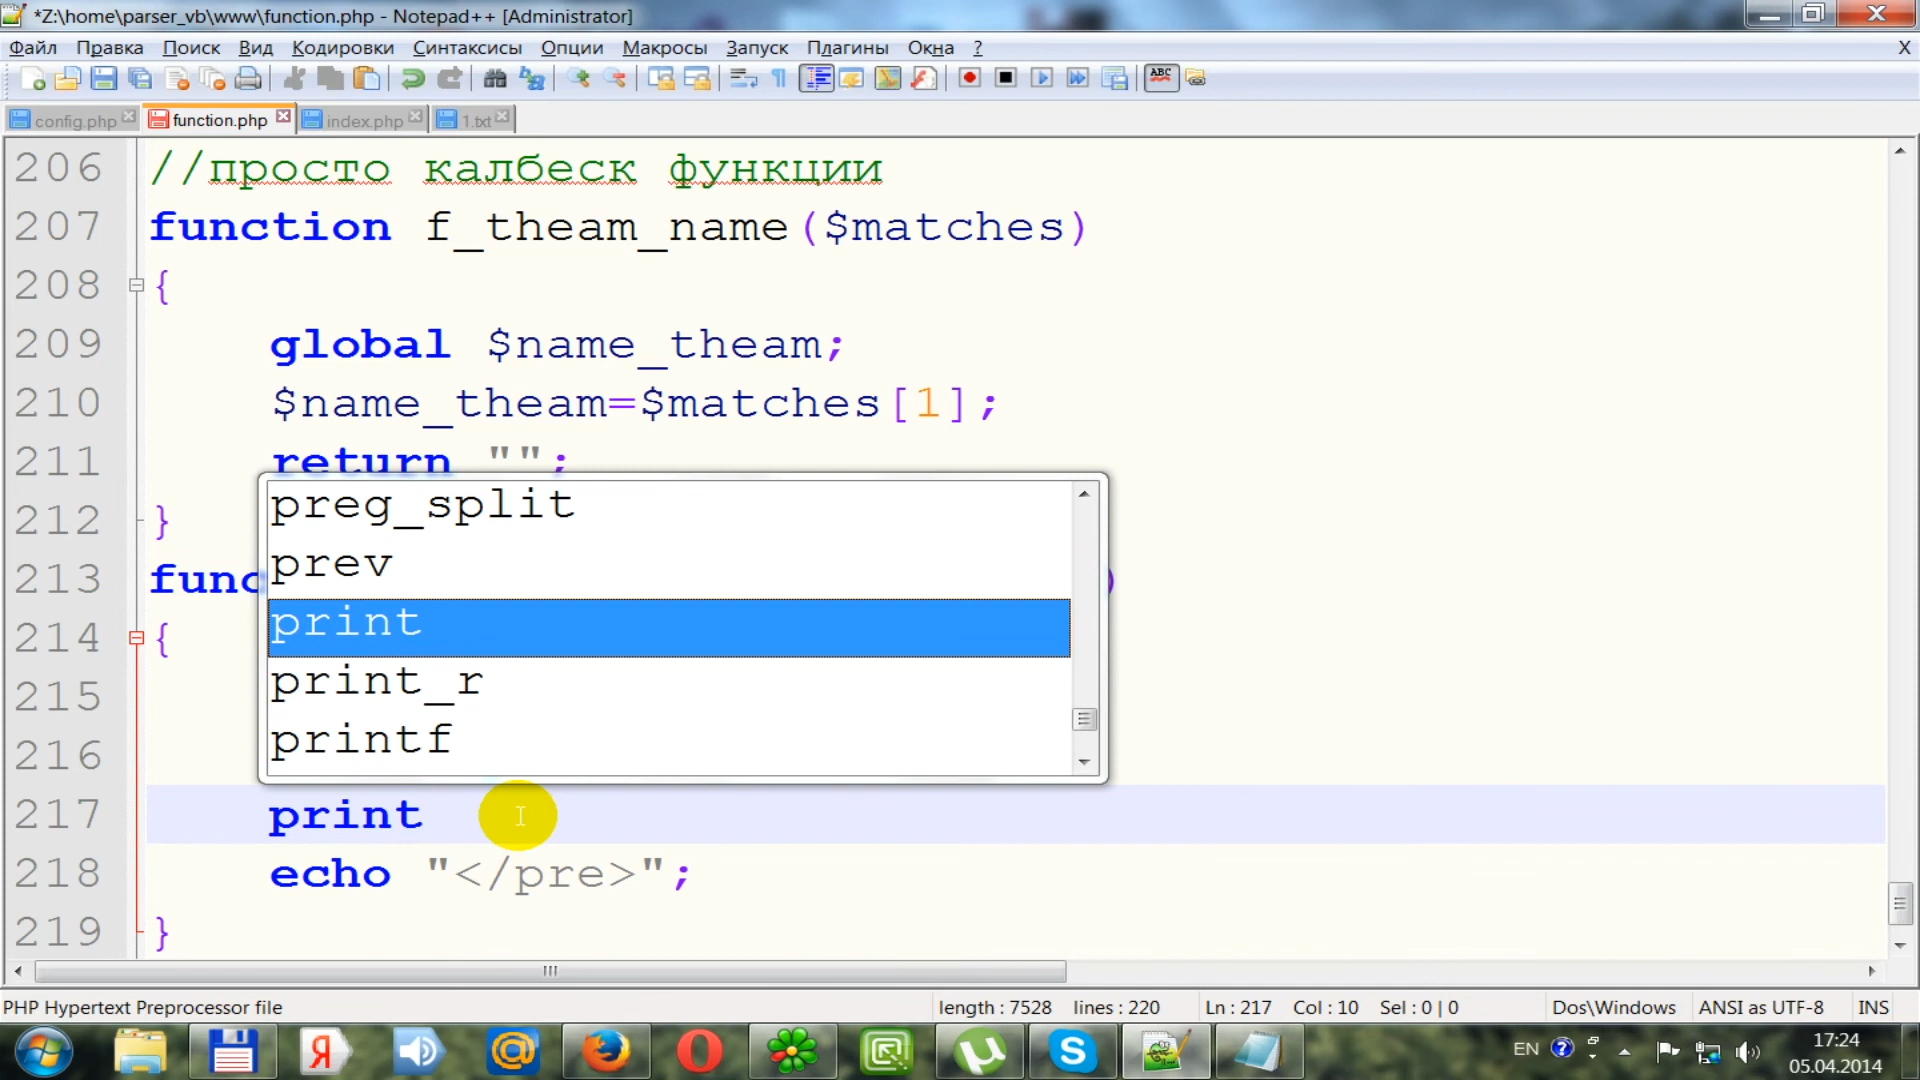 *Z:\home\parser_vb\www\function.php - Notepad++ [Administrator]
Файл Правка Поиск Вид Кодировки Синтаксисы Опции Макросы Запуск Плагины Окна ? X
ABC
config.php function.php index.php 1.txt
206 //просто калбеск функции
207 function f_theam_name($matches)
208 {
209 global $name_theam;
210 $name_theam=$matches[1];
211 return "";
212 }
213 func )
214 {
215
216
217 print
218 echo "</pre>";
219 }
preg_split
prev
print
print_r
printf
PHP Hypertext Preprocessor file length : 7528 lines : 220 Ln : 217 Col : 10 Sel : 0 | 0 Dos\Windows ANSI as UTF-8 INS
EN 17:24
05.04.2014